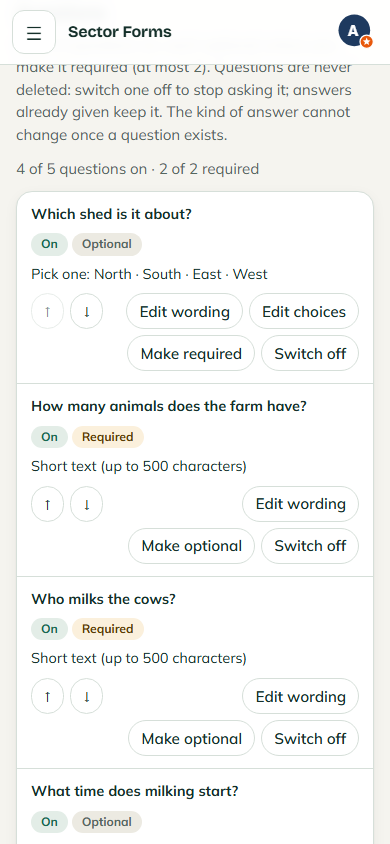 ☰ Sector Forms A
make it required (at most 2). Questions are never
deleted: switch one off to stop asking it; answers
already given keep it. The kind of answer cannot
change once a question exists.
4 of 5 questions on · 2 of 2 required
Which shed is it about?
On Optional
Pick one: North · South · East · West
↑ ↓ Edit wording Edit choices
Make required Switch off
How many animals does the farm have?
On Required
Short text (up to 500 characters)
↑ ↓ Edit wording
Make optional Switch off
Who milks the cows?
On Required
Short text (up to 500 characters)
↑ ↓ Edit wording
Make optional Switch off
What time does milking start?
On Optional